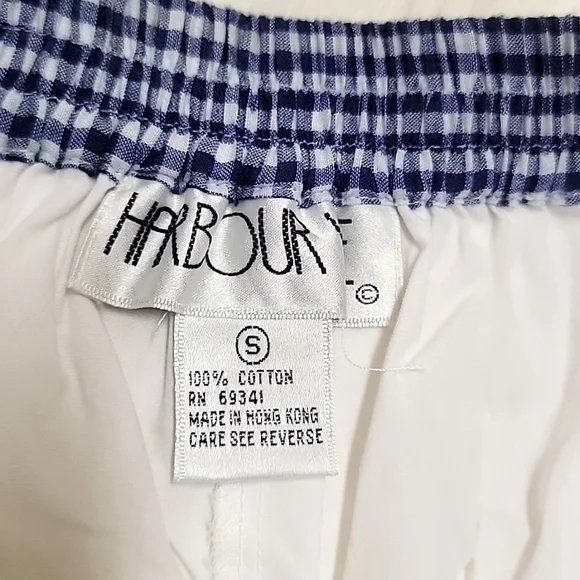 HARBOUR
©
S
100% COTTON
RN 69341
MADE IN HONG KONG
CARE SEE REVERSE